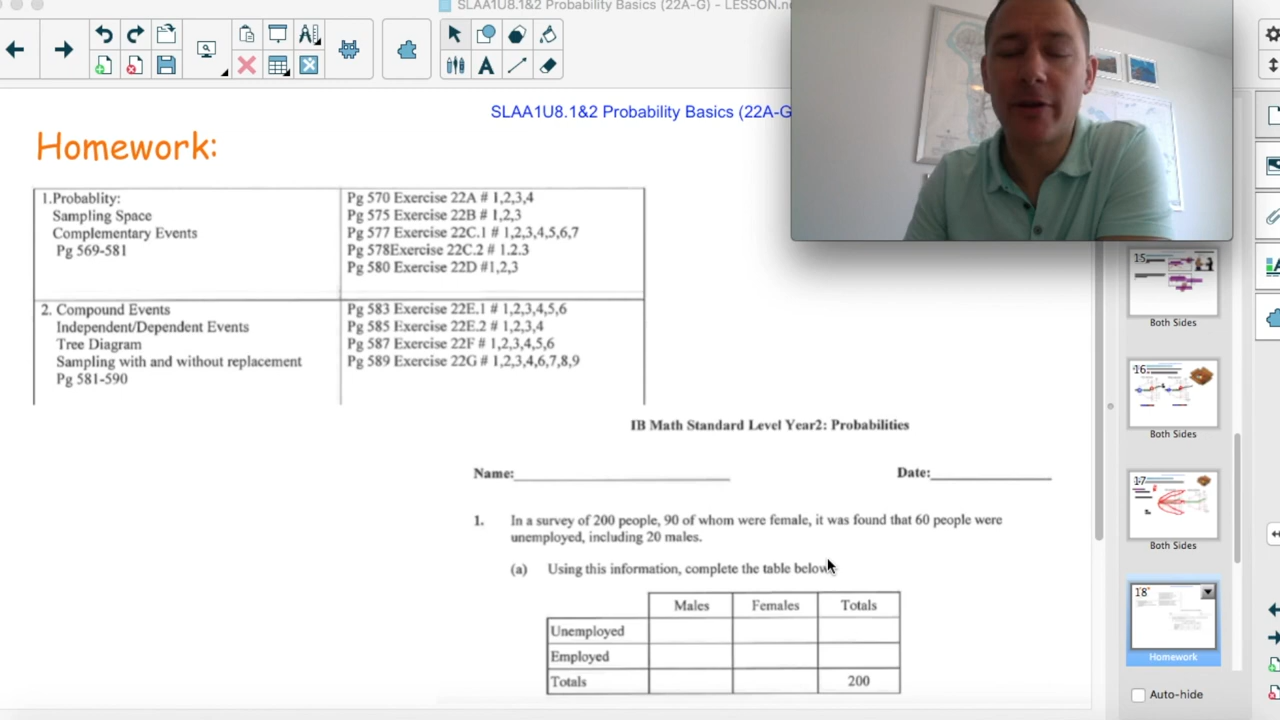 SLAA1U8.1&2 Probability Basics (22A-G) - LESSON.no
SLAA1U8.1&2 Probability Basics (22A-G
Homework:
1.Probablity:
Sampling Space
Complementary Events
Pg 569-581
Pg 570 Exercise 22A # 1,2,3,4
Pg 575 Exercise 22B # 1,2,3
Pg 577 Exercise 22C.1 # 1,2,3,4,5,6,7
Pg 578Exercise 22C.2 # 1.2.3
Pg 580 Exercise 22D #1,2,3
2. Compound Events
Independent/Dependent Events
Tree Diagram
Sampling with and without replacement
Pg 581-590
Pg 583 Exercise 22E.1 # 1,2,3,4,5,6
Pg 585 Exercise 22E.2 # 1,2,3,4
Pg 587 Exercise 22F # 1,2,3,4,5,6
Pg 589 Exercise 22G # 1,2,3,4,6,7,8,9
IB Math Standard Level Year2: Probabilities
Name: Date:
1. In a survey of 200 people, 90 of whom were female, it was found that 60 people were
unemployed, including 20 males.
(a) Using this information, complete the table below
Males Females Totals
Unemployed
Employed
Totals 200
15
Both Sides
16
Both Sides
17
Both Sides
18
Homework
Auto-hide